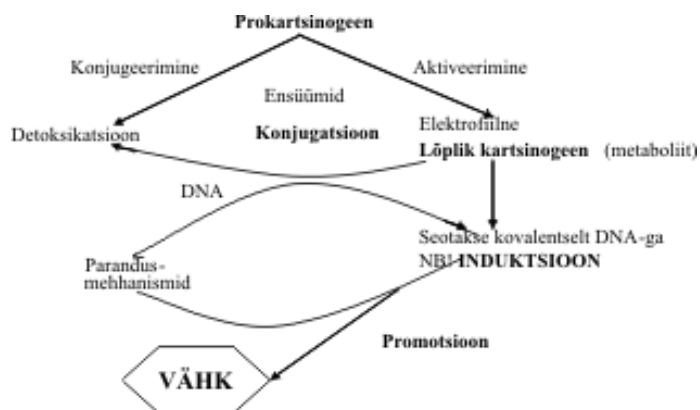 Prokartsinogeen
Konjugeerimine
Aktiveerimine
Ensüümid
Detoksikatsioon
Konjugatsioon
Elektrofiilne
Lõplik kartsinogeen (metaboliit)
DNA
Seotakse kovalentselt DNA-ga
NB! INDUKTSIOON
Parandus-
mehhanismid
Promotsioon
VÄHK